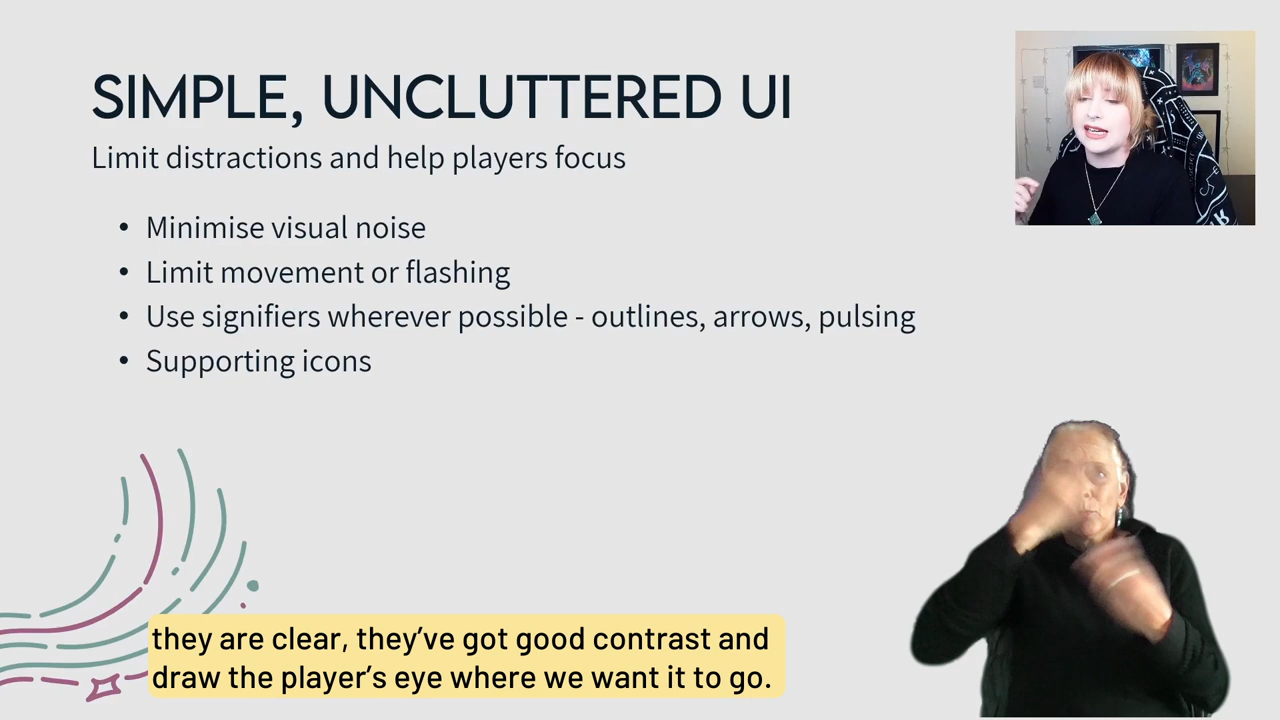 SIMPLE, UNCLUTTERED UI
Limit distractions and help players focus
• Minimise visual noise
• Limit movement or flashing
• Use signifiers wherever possible - outlines, arrows, pulsing
• Supporting icons
they are clear, they’ve got good contrast and
draw the player’s eye where we want it to go.